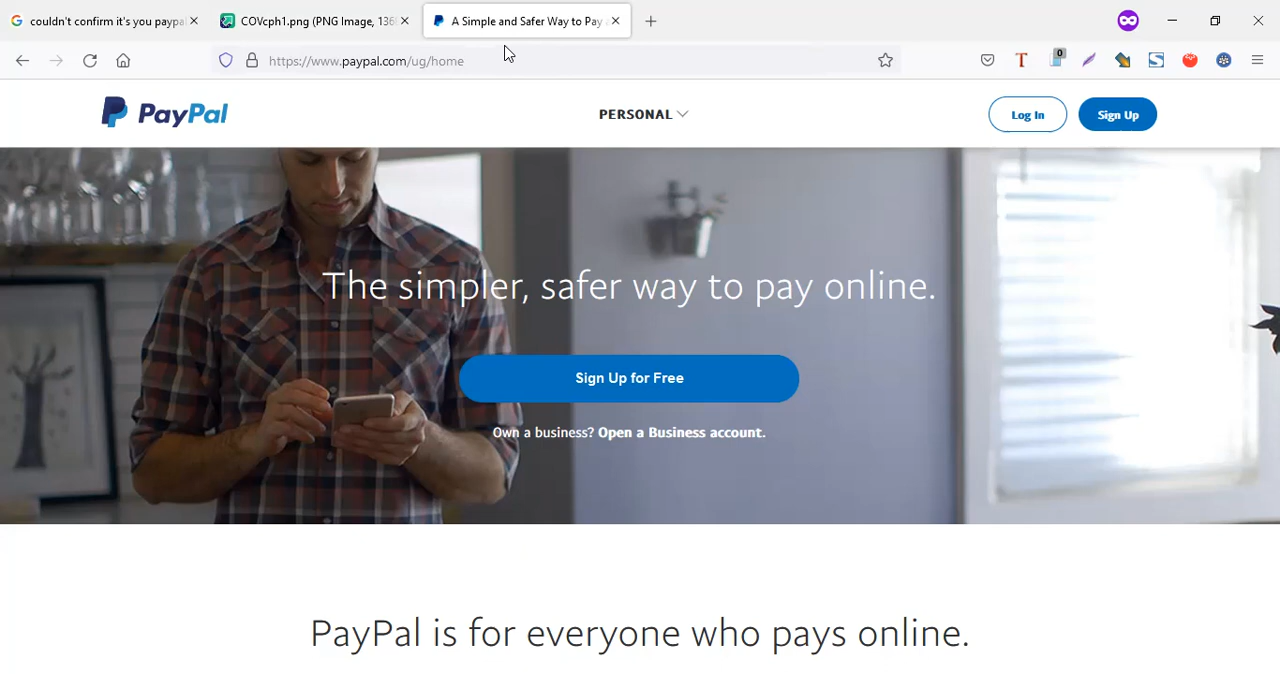 couldn't confirm it's you paypa
COVcph1.png (PNG Image, 136
A Simple and Safer Way to Pay
https://www.paypal.com/ug/home
0
T
S
PayPal
PERSONAL
Log In
Sign Up
The simpler, safer way to pay online.
Sign Up for Free
Own a business? Open a Business account.
PayPal is for everyone who pays online.